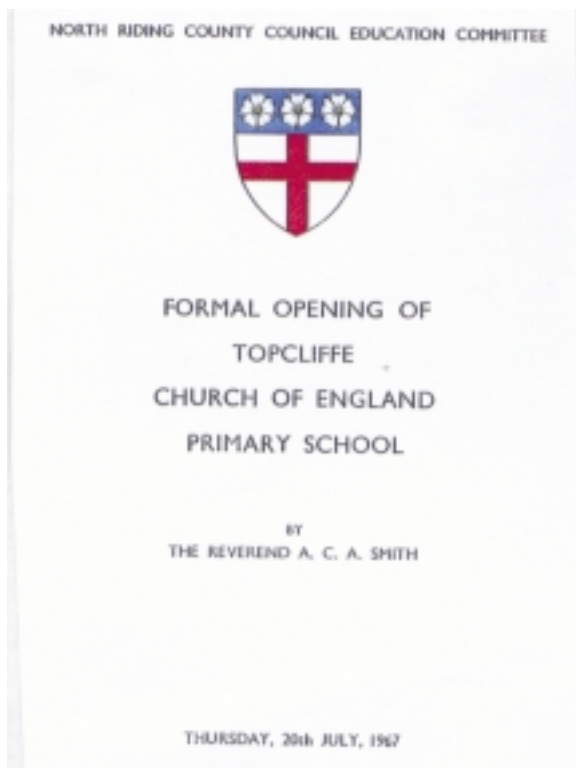 NORTH RIDING COUNTY COUNCIL EDUCATION COMMITTEE
FORMAL OPENING OF
TOPCLIFFE
CHURCH OF ENGLAND
PRIMARY SCHOOL
BY
THE REVEREND A. C. A. SMITH
THURSDAY, 20th JULY, 1967